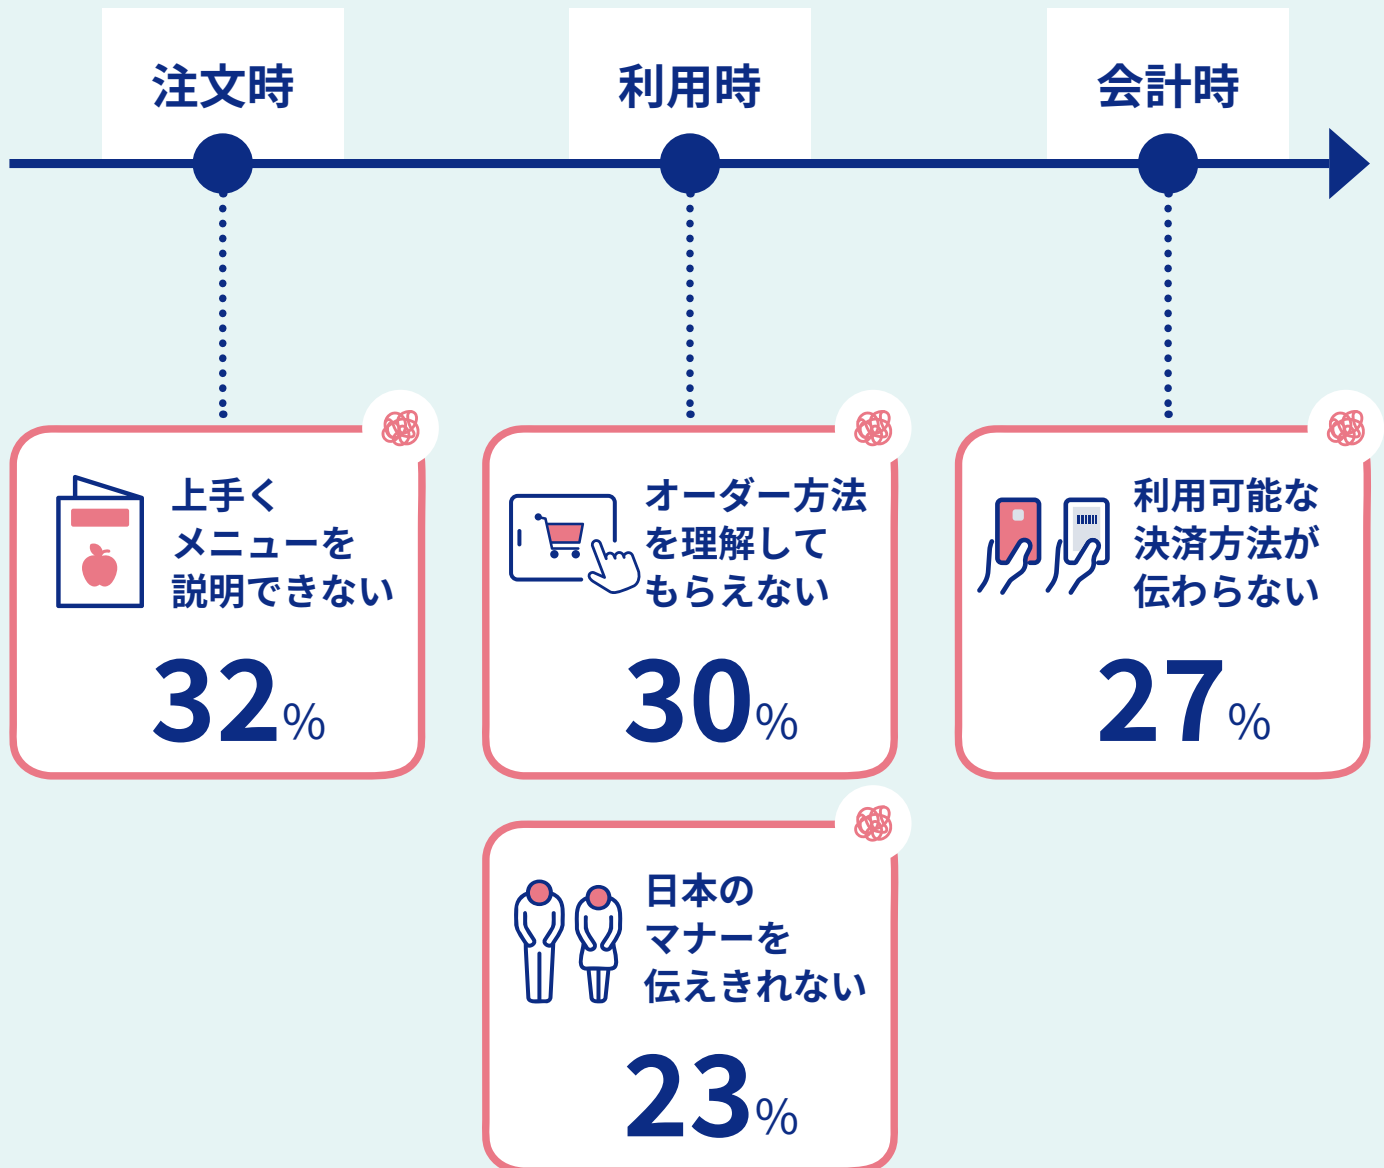 注文時
利用時
会計時
上手く
メニューを
説明できない
32%
オーダー方法
を理解して
もらえない
30%
利用可能な
決済方法が
伝わらない
27%
日本の
マナーを
伝えきれない
23%